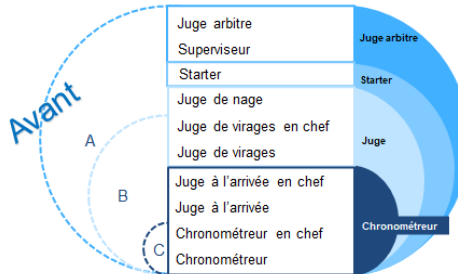 Avant
A
B
C
Juge arbitre
Superviseur
Starter
Juge de nage
Juge de virages en chef
Juge de virages
Juge à l'arrivée en chef
Juge à l'arrivée
Chronométreur en chef
Chronométreur
Juge arbitre
Starter
Juge
Chronométreur